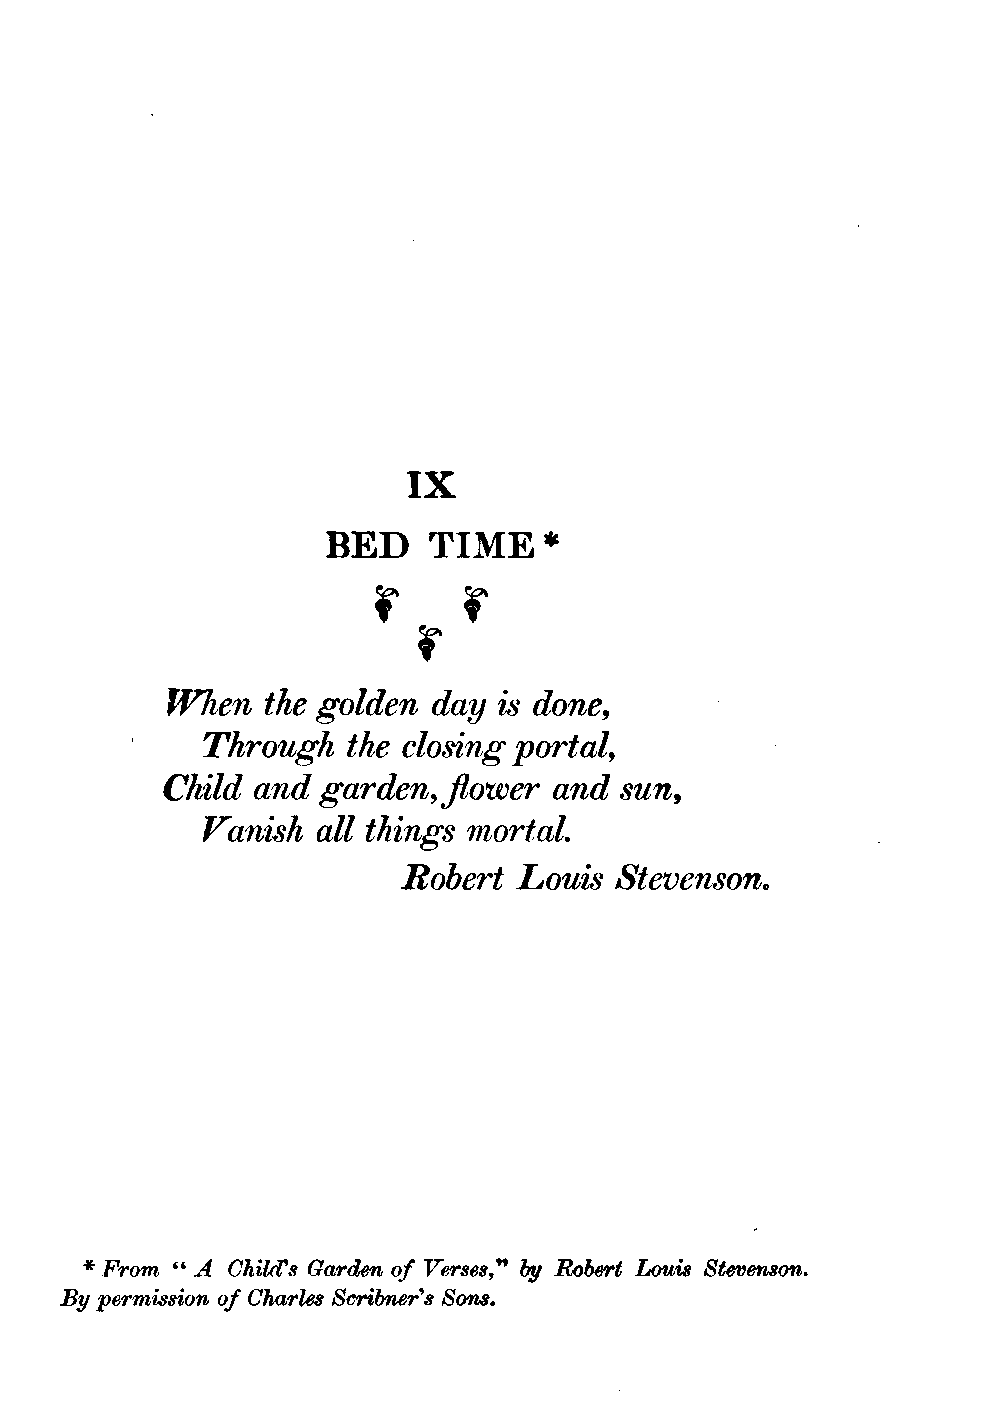 IX
BED TIME*
When the golden day is done,
Through the closing portal,
Child and garden, flower and sun,
Vanish all things mortal.
Robert Louis Stevenson.
* From “ A Child's Garden of Verses,” by Robert Louis Stevenson.
By permission of Charles Scribner's Sons.